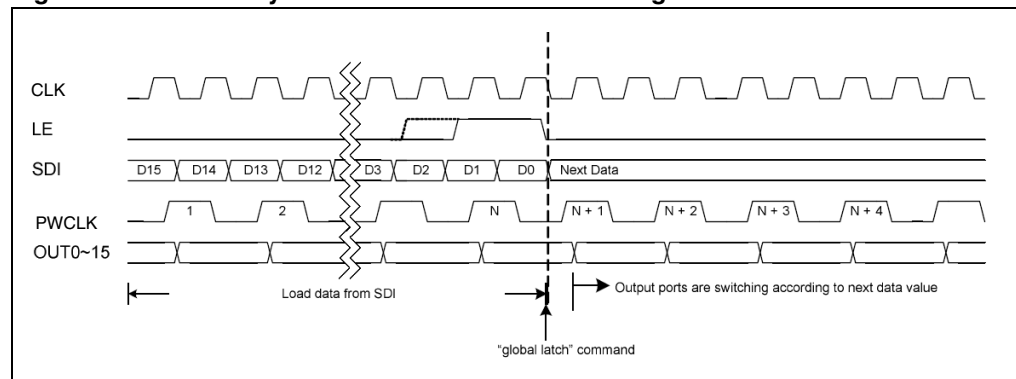 CLK
LE
SDI D15 D14 D13 D12 D3 D2 D1 D0 Next Data
PWCLK 1 2 N N + 1 N + 2 N + 3 N + 4
OUT0~15
Load data from SDI Output ports are switching according to next data value
"global latch" command